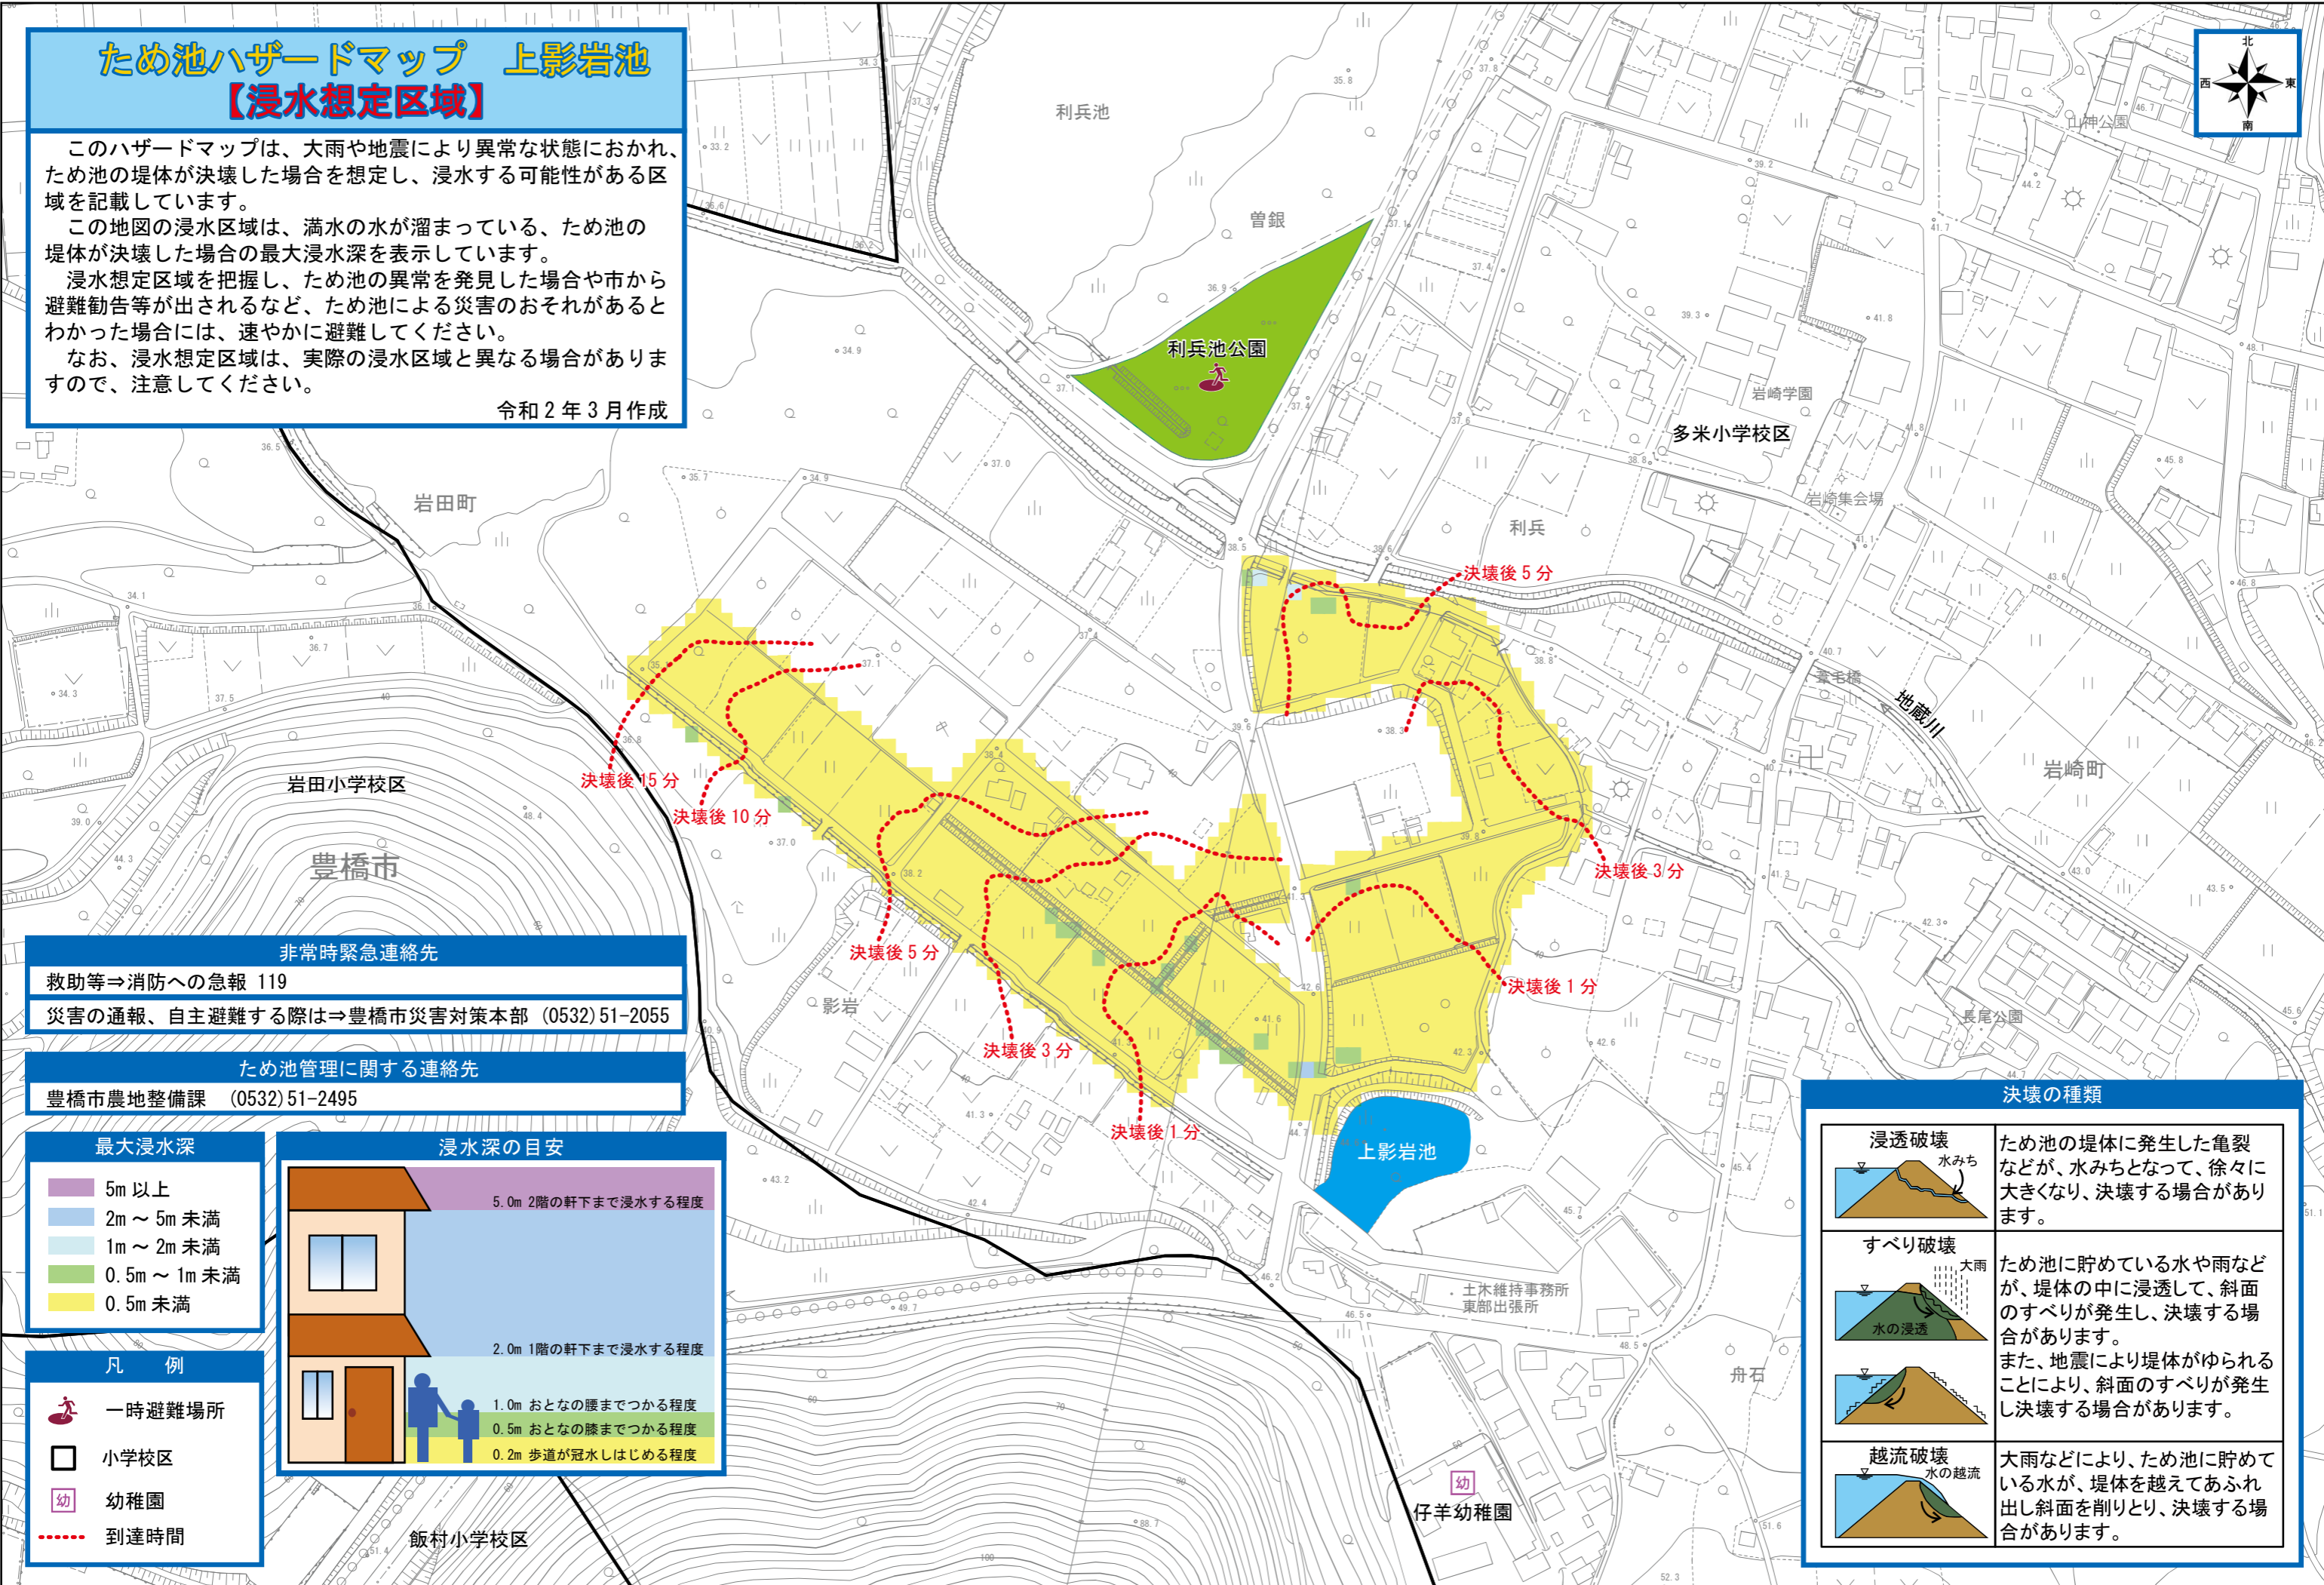 ため池ハザードマップ　上影岩池
【浸水想定区域】
このハザードマップは、大雨や地震により異常な状態におかれ、
ため池の堤体が決壊した場合を想定し、浸水する可能性がある区
域を記載しています。
この地図の浸水区域は、満水の水が溜まっている、ため池の
堤体が決壊した場合の最大浸水深を表示しています。
浸水想定区域を把握し、ため池の異常を発見した場合や市から
避難勧告等が出されるなど、ため池による災害のおそれがあると
わかった場合には、速やかに避難してください。
なお、浸水想定区域は、実際の浸水区域と異なる場合がありま
すので、注意してください。
令和2年3月作成
北
西
東
南
利兵池
曽銀
山神公園
利兵池公園
岩崎学園
多米小学校区
岩崎集会場
利兵
岩田町
決壊後5分
葦毛橋
地蔵川
岩崎町
岩田小学校区
豊橋市
決壊後15分
決壊後10分
決壊後5分
決壊後3分
決壊後1分
決壊後3分
決壊後1分
影岩
長尾公園
上影岩池
土木維持事務所
東部出張所
舟石
幼
仔羊幼稚園
飯村小学校区
非常時緊急連絡先
救助等⇒消防への急報 119
災害の通報、自主避難する際は⇒豊橋市災害対策本部 (0532)51-2055
ため池管理に関する連絡先
豊橋市農地整備課　(0532)51-2495
最大浸水深
5m 以上
2m ～ 5m 未満
1m ～ 2m 未満
0.5m ～ 1m 未満
0.5m 未満
浸水深の目安
5.0m 2階の軒下まで浸水する程度
2.0m 1階の軒下まで浸水する程度
1.0m おとなの腰までつかる程度
0.5m おとなの膝までつかる程度
0.2m 歩道が冠水しはじめる程度
凡　例
一時避難場所
小学校区
幼
幼稚園
到達時間
決壊の種類
浸透破壊
水みち
ため池の堤体に発生した亀裂
などが、水みちとなって、徐々に
大きくなり、決壊する場合があり
ます。
すべり破壊
大雨
水の浸透
ため池に貯めている水や雨など
が、堤体の中に浸透して、斜面
のすべりが発生し、決壊する場
合があります。
また、地震により堤体がゆられる
ことにより、斜面のすべりが発生
し決壊する場合があります。
越流破壊
水の越流
大雨などにより、ため池に貯めて
いる水が、堤体を越えてあふれ
出し斜面を削りとり、決壊する場
合があります。